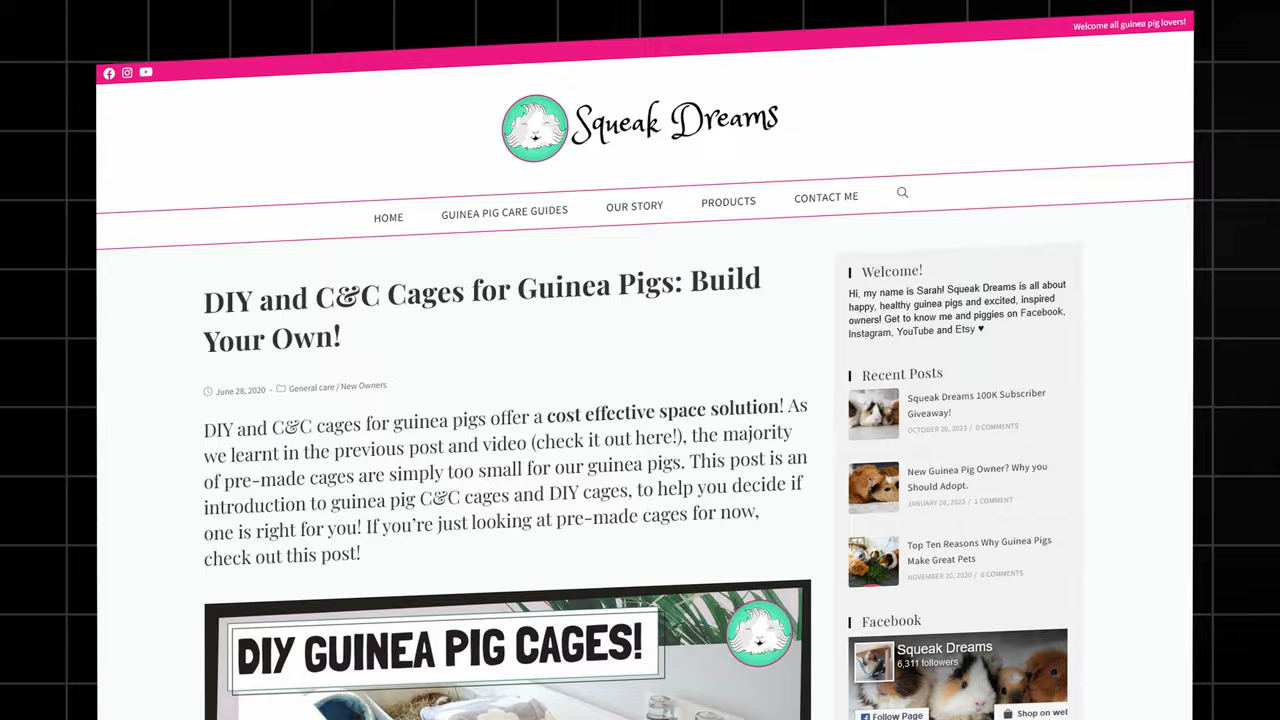 Welcome all guinea pig lovers!
Squeak Dreams
HOME GUINEA PIG CARE GUIDES OUR STORY PRODUCTS CONTACT ME
DIY and C&C Cages for Guinea Pigs: Build
Your Own!
June 28, 2020 - General care / New Owners
DIY and C&C cages for guinea pigs offer a cost effective space solution! As
we learnt in the previous post and video (check it out here!), the majority
of pre-made cages are simply too small for our guinea pigs. This post is an
introduction to guinea pig C&C cages and DIY cages, to help you decide if
one is right for you! If you’re just looking at pre-made cages for now,
check out this post!
DIY GUINEA PIG CAGES!
Welcome!
Hi, my name is Sarah! Squeak Dreams is all about
happy, healthy guinea pigs and excited, inspired
owners! Get to know me and piggies on Facebook,
Instagram, YouTube and Etsy ♥
Recent Posts
Squeak Dreams 100K Subscriber
Giveaway!
OCTOBER 20, 2023 / 0 COMMENTS
New Guinea Pig Owner? Why you
Should Adopt.
JANUARY 28, 2023 / 1 COMMENT
Top Ten Reasons Why Guinea Pigs
Make Great Pets
NOVEMBER 20, 2020 / 0 COMMENTS
Facebook
Squeak Dreams
6,311 followers
Follow Page
Shop on web